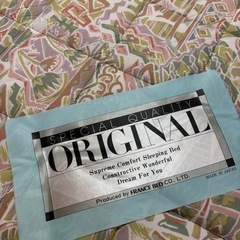 SPECIAL QUALITY
ORIGINAL
Supreme Comfort Sleeping Bed
Constructive Wonderful
Dream For You
Produced by FRANCE BED CO., LTD.
MADE IN JAPAN